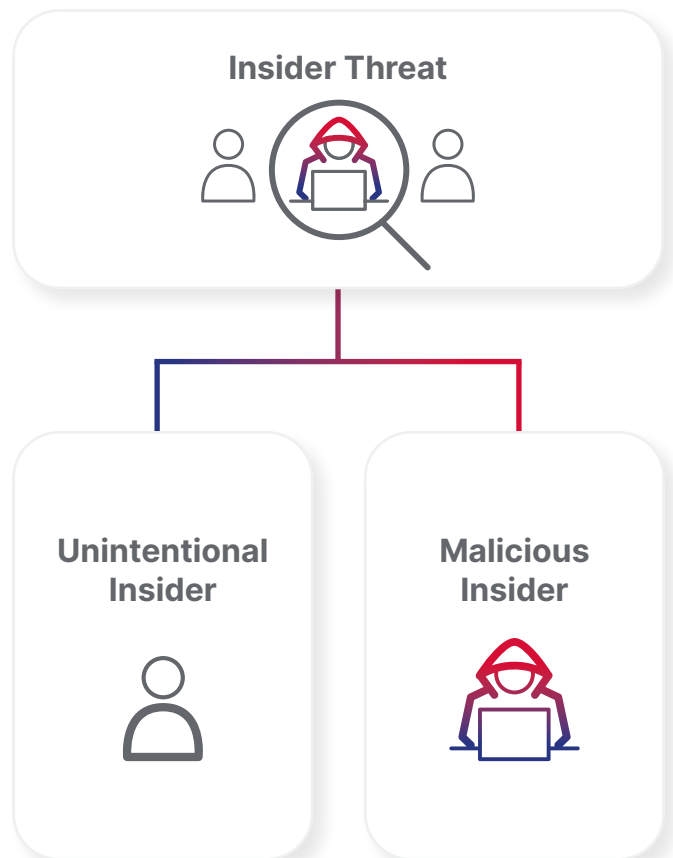 Insider Threat
Unintentional
Insider
Malicious
Insider